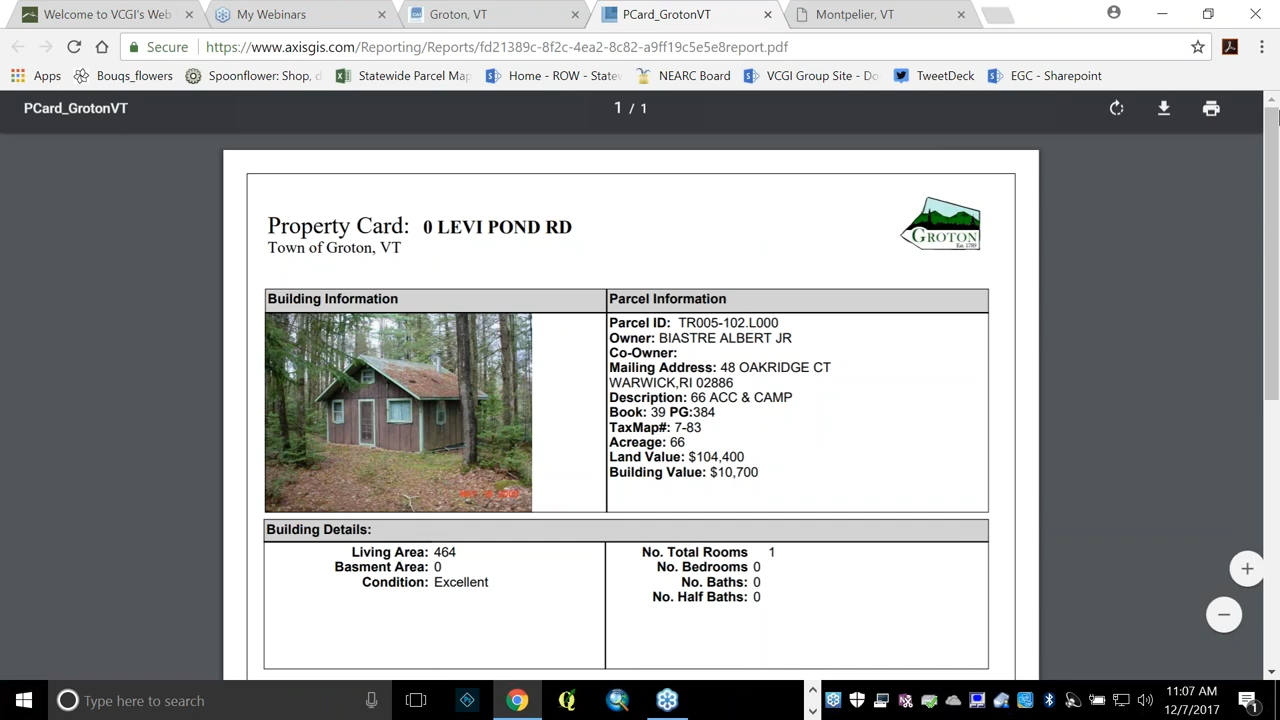 Welcome to VCGI's Web
My Webinars
Groton, VT
PCard_GrotonVT
Montpelier, VT
Secure
https://www.axisgis.com/Reporting/Reports/fd21389c-8f2c-4ea2-8c82-a9ff19c5e5e8report.pdf
Apps
Bouqs_flowers
Spoonflower: Shop, d
Statewide Parcel Map
Home - ROW - Statew
NEARC Board
VCGI Group Site - Do
TweetDeck
EGC - Sharepoint
PCard_GrotonVT
1 / 1
Property Card: 0 LEVI POND RD
Town of Groton, VT
GROTON
Est. 1789
Building Information
Parcel Information
Parcel ID: TR005-102.L000
Owner: BIASTRE ALBERT JR
Co-Owner:
Mailing Address: 48 OAKRIDGE CT
WARWICK,RI 02886
Description: 66 ACC & CAMP
Book: 39 PG:384
TaxMap#: 7-83
Acreage: 66
Land Value: $104,400
Building Value: $10,700
Building Details:
Living Area: 464
Basment Area: 0
Condition: Excellent
No. Total Rooms 1
No. Bedrooms 0
No. Baths: 0
No. Half Baths: 0
Type here to search
11:07 AM
12/7/2017
1